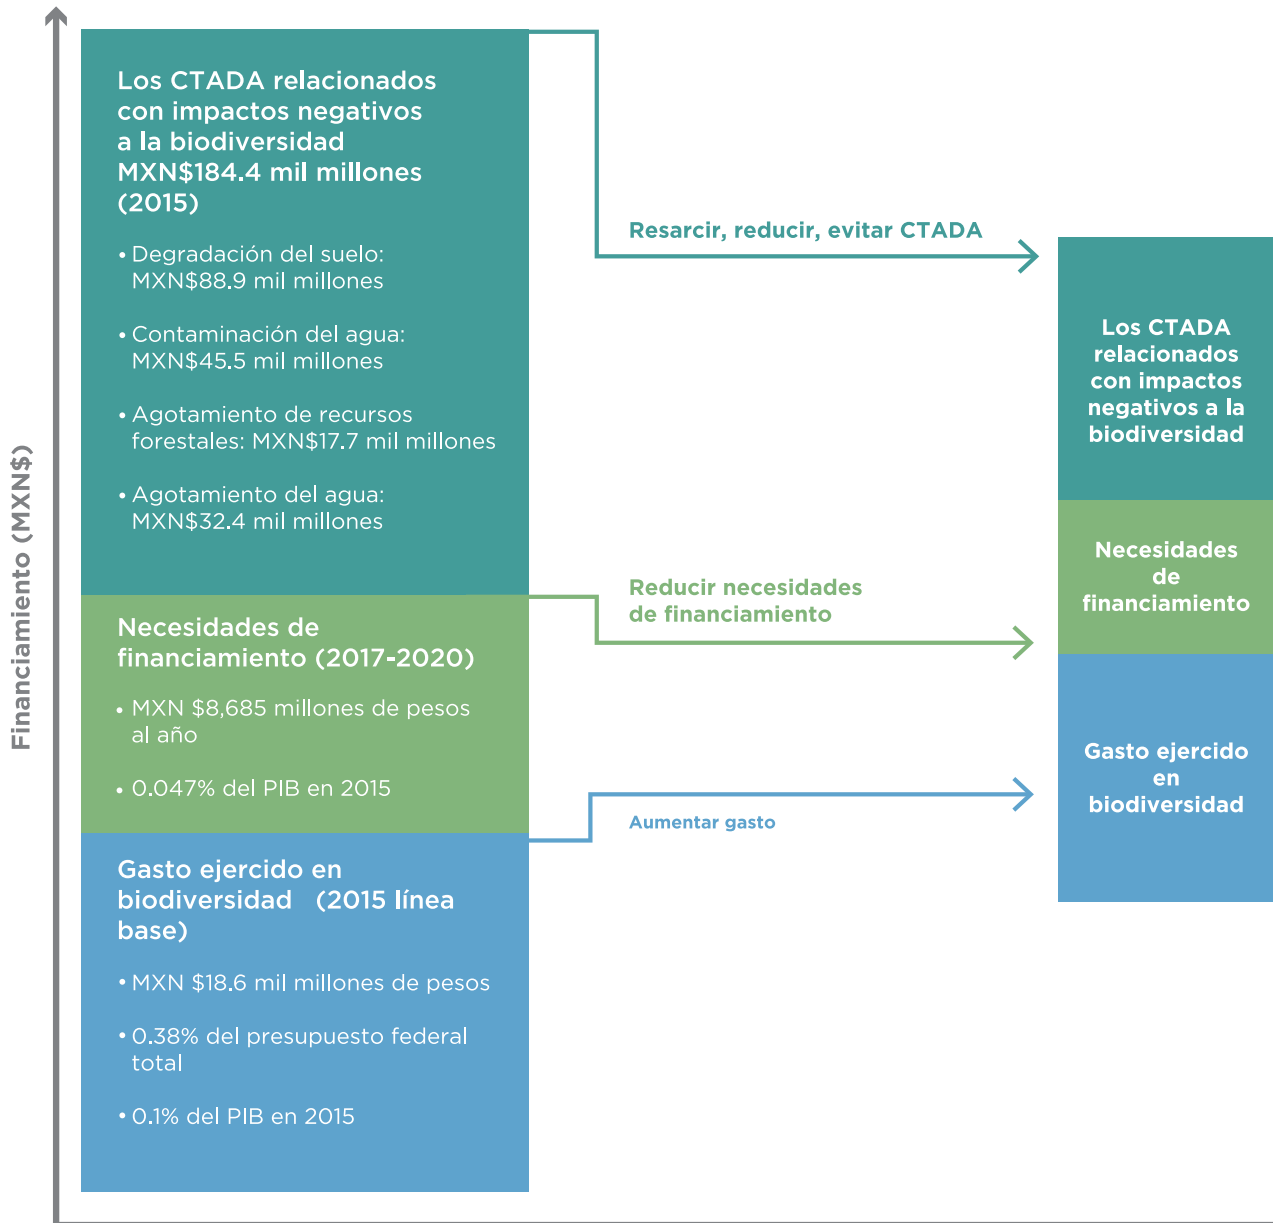 Financiamiento (MXN$)
Los CTADA relacionados
con impactos negativos
a la biodiversidad
MXN$184.4 mil millones
(2015)
• Degradación del suelo:
MXN$88.9 mil millones
• Contaminación del agua:
MXN$45.5 mil millones
• Agotamiento de recursos
forestales: MXN$17.7 mil millones
• Agotamiento del agua:
MXN$32.4 mil millones
Necesidades de
financiamiento (2017-2020)
• MXN $8,685 millones de pesos
al año
• 0.047% del PIB en 2015
Gasto ejercido en
biodiversidad (2015 línea
base)
• MXN $18.6 mil millones de pesos
• 0.38% del presupuesto federal
total
• 0.1% del PIB en 2015
Resarcir, reducir, evitar CTADA
Reducir necesidades
de financiamiento
Aumentar gasto
Los CTADA
relacionados
con impactos
negativos a la
biodiversidad
Necesidades
de
financiamiento
Gasto ejercido
en
biodiversidad